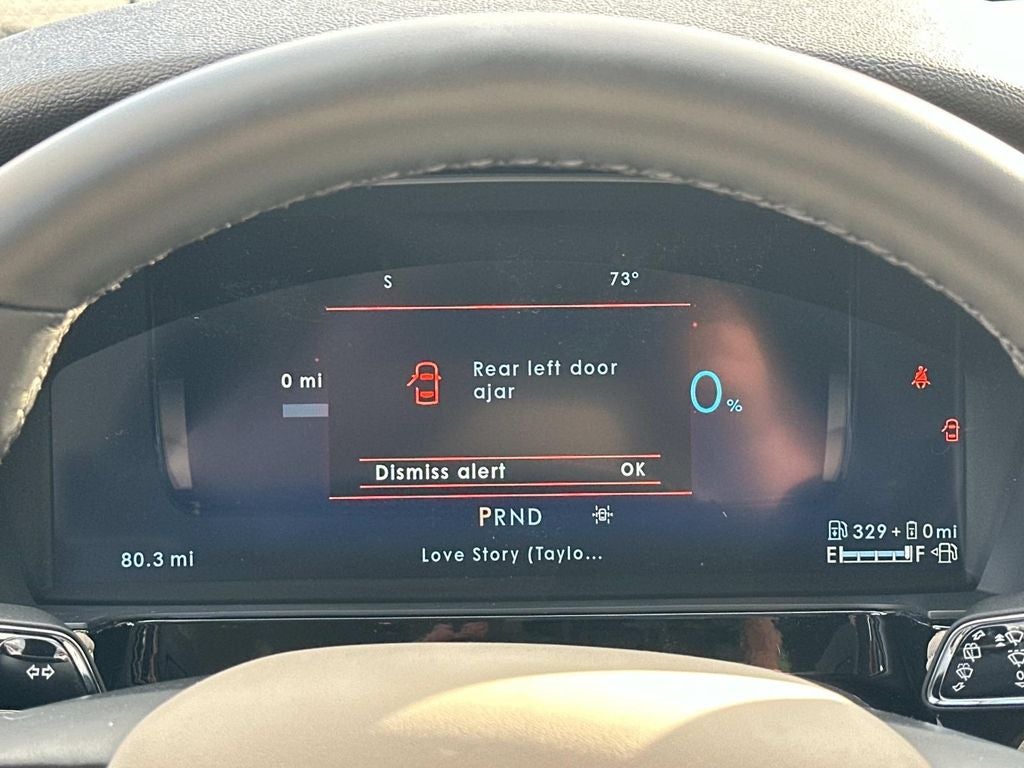 S 73°
0 mi
Rear left door
ajar
0%
Dismiss alert OK
PRND
329 + 0mi
80.3 mi
Love Story (Taylo...
E F